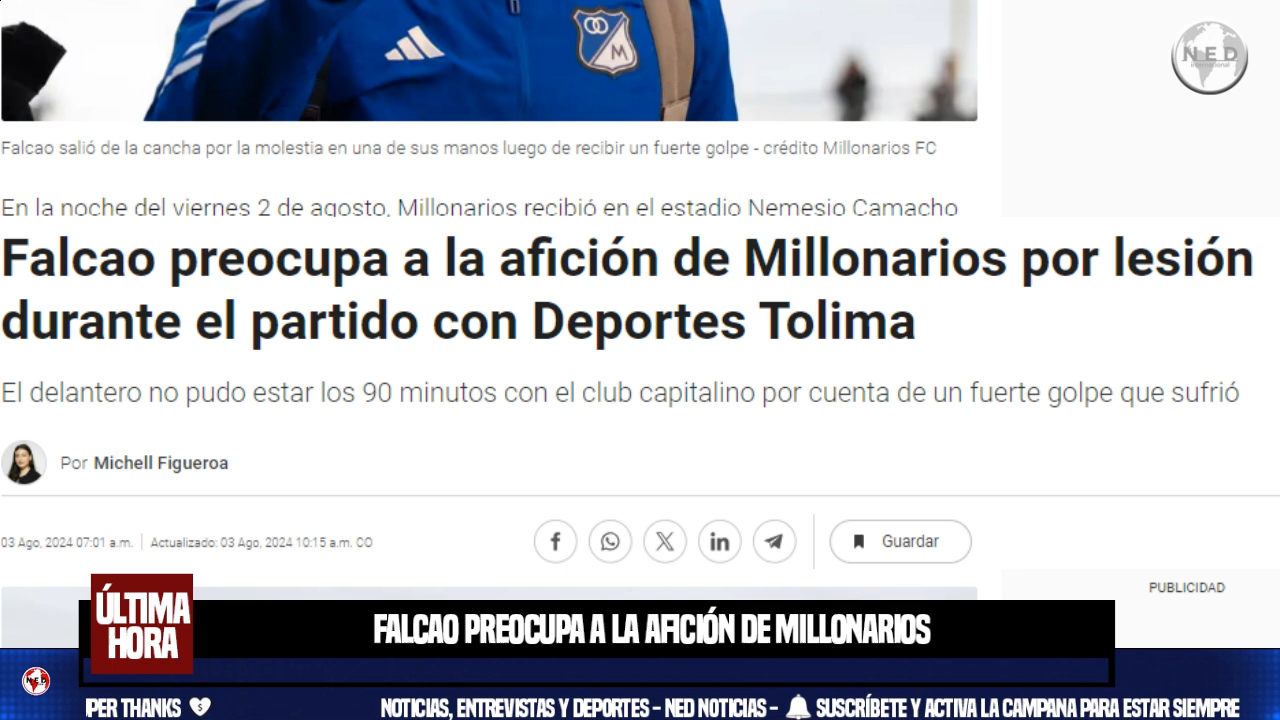 NED
international
M
Falcao salió de la cancha por la molestia en una de sus manos luego de recibir un fuerte golpe - crédito Millonarios FC
En la noche del viernes 2 de agosto, Millonarios recibió en el estadio Nemesio Camacho
Falcao preocupa a la afición de Millonarios por lesión
durante el partido con Deportes Tolima
El delantero no pudo estar los 90 minutos con el club capitalino por cuenta de un fuerte golpe que sufrió
Por Michell Figueroa
03 Ago, 2024 07:01 a.m. | Actualizado: 03 Ago, 2024 10:15 a.m. CO
Guardar
PUBLICIDAD
ÚLTIMA
HORA
FALCAO PREOCUPA A LA AFICIÓN DE MILLONARIOS
NED
PER THANKS
NOTICIAS, ENTREVISTAS Y DEPORTES - NED NOTICIAS - SUSCRÍBETE Y ACTIVA LA CAMPANA PARA ESTAR SIEMPRE